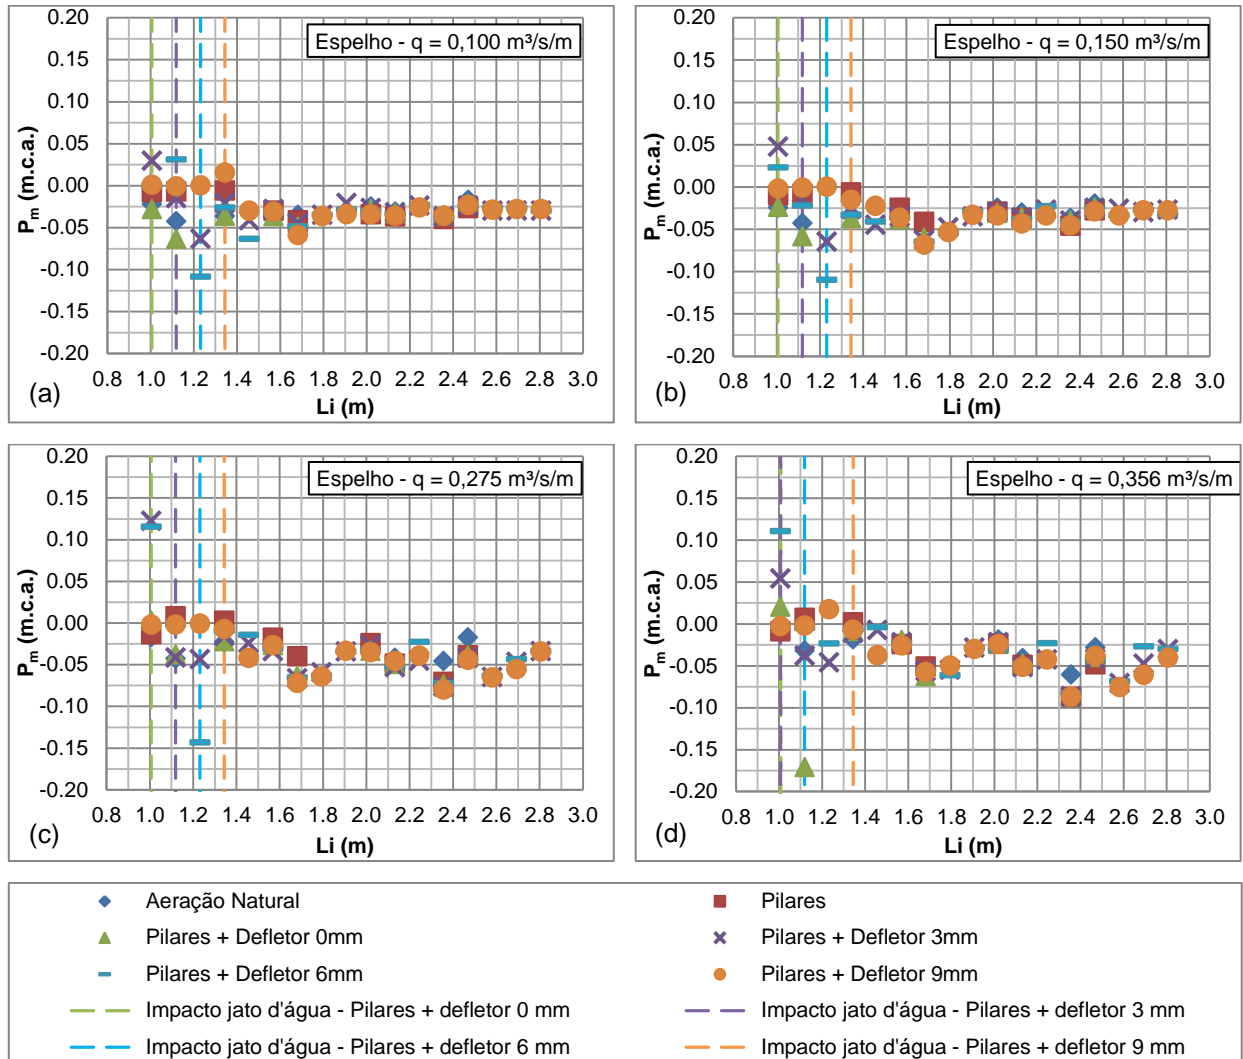 Espelho - q = 0,100 m³/s/m
0.20
0.15
0.10
0.05
0.00
-0.05
-0.10
-0.15
-0.20
Pm (m.c.a.)
0.8 1.0 1.2 1.4 1.6 1.8 2.0 2.2 2.4 2.6 2.8 3.0
(a)
Li (m)
Espelho - q = 0,150 m³/s/m
0.20
0.15
0.10
0.05
0.00
-0.05
-0.10
-0.15
-0.20
Pm (m.c.a.)
0.8 1.0 1.2 1.4 1.6 1.8 2.0 2.2 2.4 2.6 2.8 3.0
(b)
Li (m)
Espelho - q = 0,275 m³/s/m
0.20
0.15
0.10
0.05
0.00
-0.05
-0.10
-0.15
-0.20
Pm (m.c.a.)
0.8 1.0 1.2 1.4 1.6 1.8 2.0 2.2 2.4 2.6 2.8 3.0
(c)
Li (m)
Espelho - q = 0,356 m³/s/m
0.20
0.15
0.10
0.05
0.00
-0.05
-0.10
-0.15
-0.20
Pm (m.c.a.)
0.8 1.0 1.2 1.4 1.6 1.8 2.0 2.2 2.4 2.6 2.8 3.0
(d)
Li (m)
Aeração Natural
Pilares
Pilares + Defletor 0mm
Pilares + Defletor 3mm
Pilares + Defletor 6mm
Pilares + Defletor 9mm
Impacto jato d'água - Pilares + defletor 0 mm
Impacto jato d'água - Pilares + defletor 3 mm
Impacto jato d'água - Pilares + defletor 6 mm
Impacto jato d'água - Pilares + defletor 9 mm